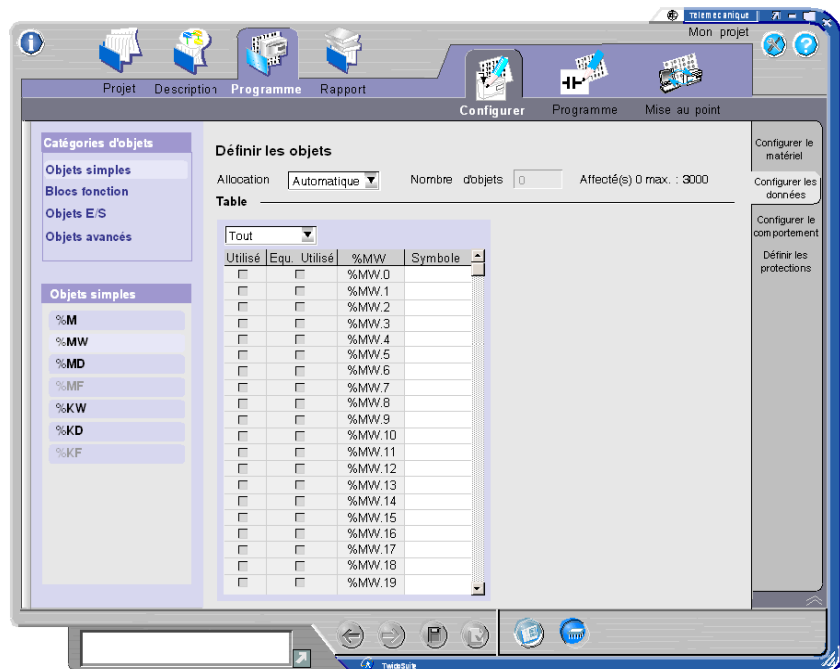 Telemecanique
Mon projet
Projet Description Programme Rapport
Configurer Programme Mise au point
Catégories d'objets
Objets simples
Blocs fonction
Objets E/S
Objets avancés
Objets simples
%M
%MW
%MD
%MF
%KW
%KD
%KF
Définir les objets
Allocation Automatique Nombre d'objets 0 Affecté(s) 0 max. : 3000
Table
Tout
Utilisé Equ. Utilisé %MW Symbole
%MW.0
%MW.1
%MW.2
%MW.3
%MW.4
%MW.5
%MW.6
%MW.7
%MW.8
%MW.9
%MW.10
%MW.11
%MW.12
%MW.13
%MW.14
%MW.15
%MW.16
%MW.17
%MW.18
%MW.19
Configurer le
matériel
Configurer les
données
Configurer le
comportement
Définir les
protections
TwidoSuite